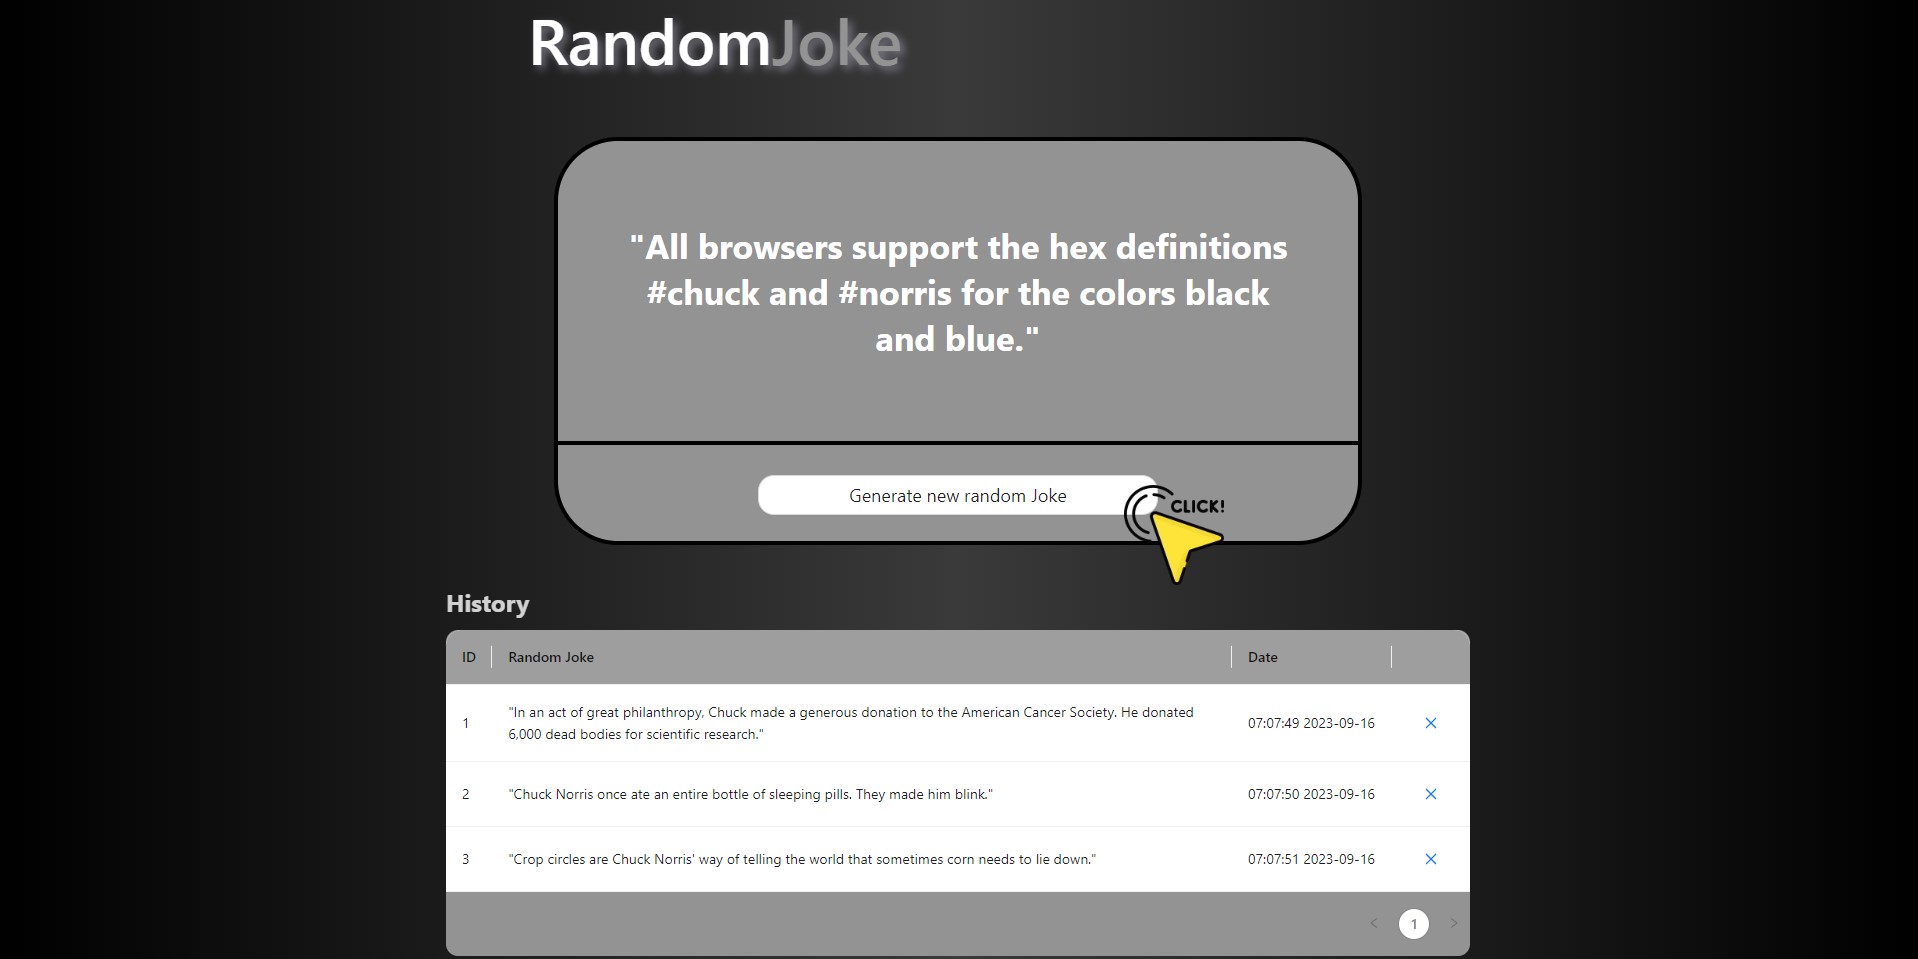 RandomJoke
"All browsers support the hex definitions
#chuck and #norris for the colors black
and blue."
Generate new random Joke
CLICK!
History
ID Random Joke Date
1 "In an act of great philanthropy, Chuck made a generous donation to the American Cancer Society. He donated 6,000 dead bodies for scientific research." 07:07:49 2023-09-16
2 "Chuck Norris once ate an entire bottle of sleeping pills. They made him blink." 07:07:50 2023-09-16
3 "Crop circles are Chuck Norris' way of telling the world that sometimes corn needs to lie down." 07:07:51 2023-09-16
< 1 >